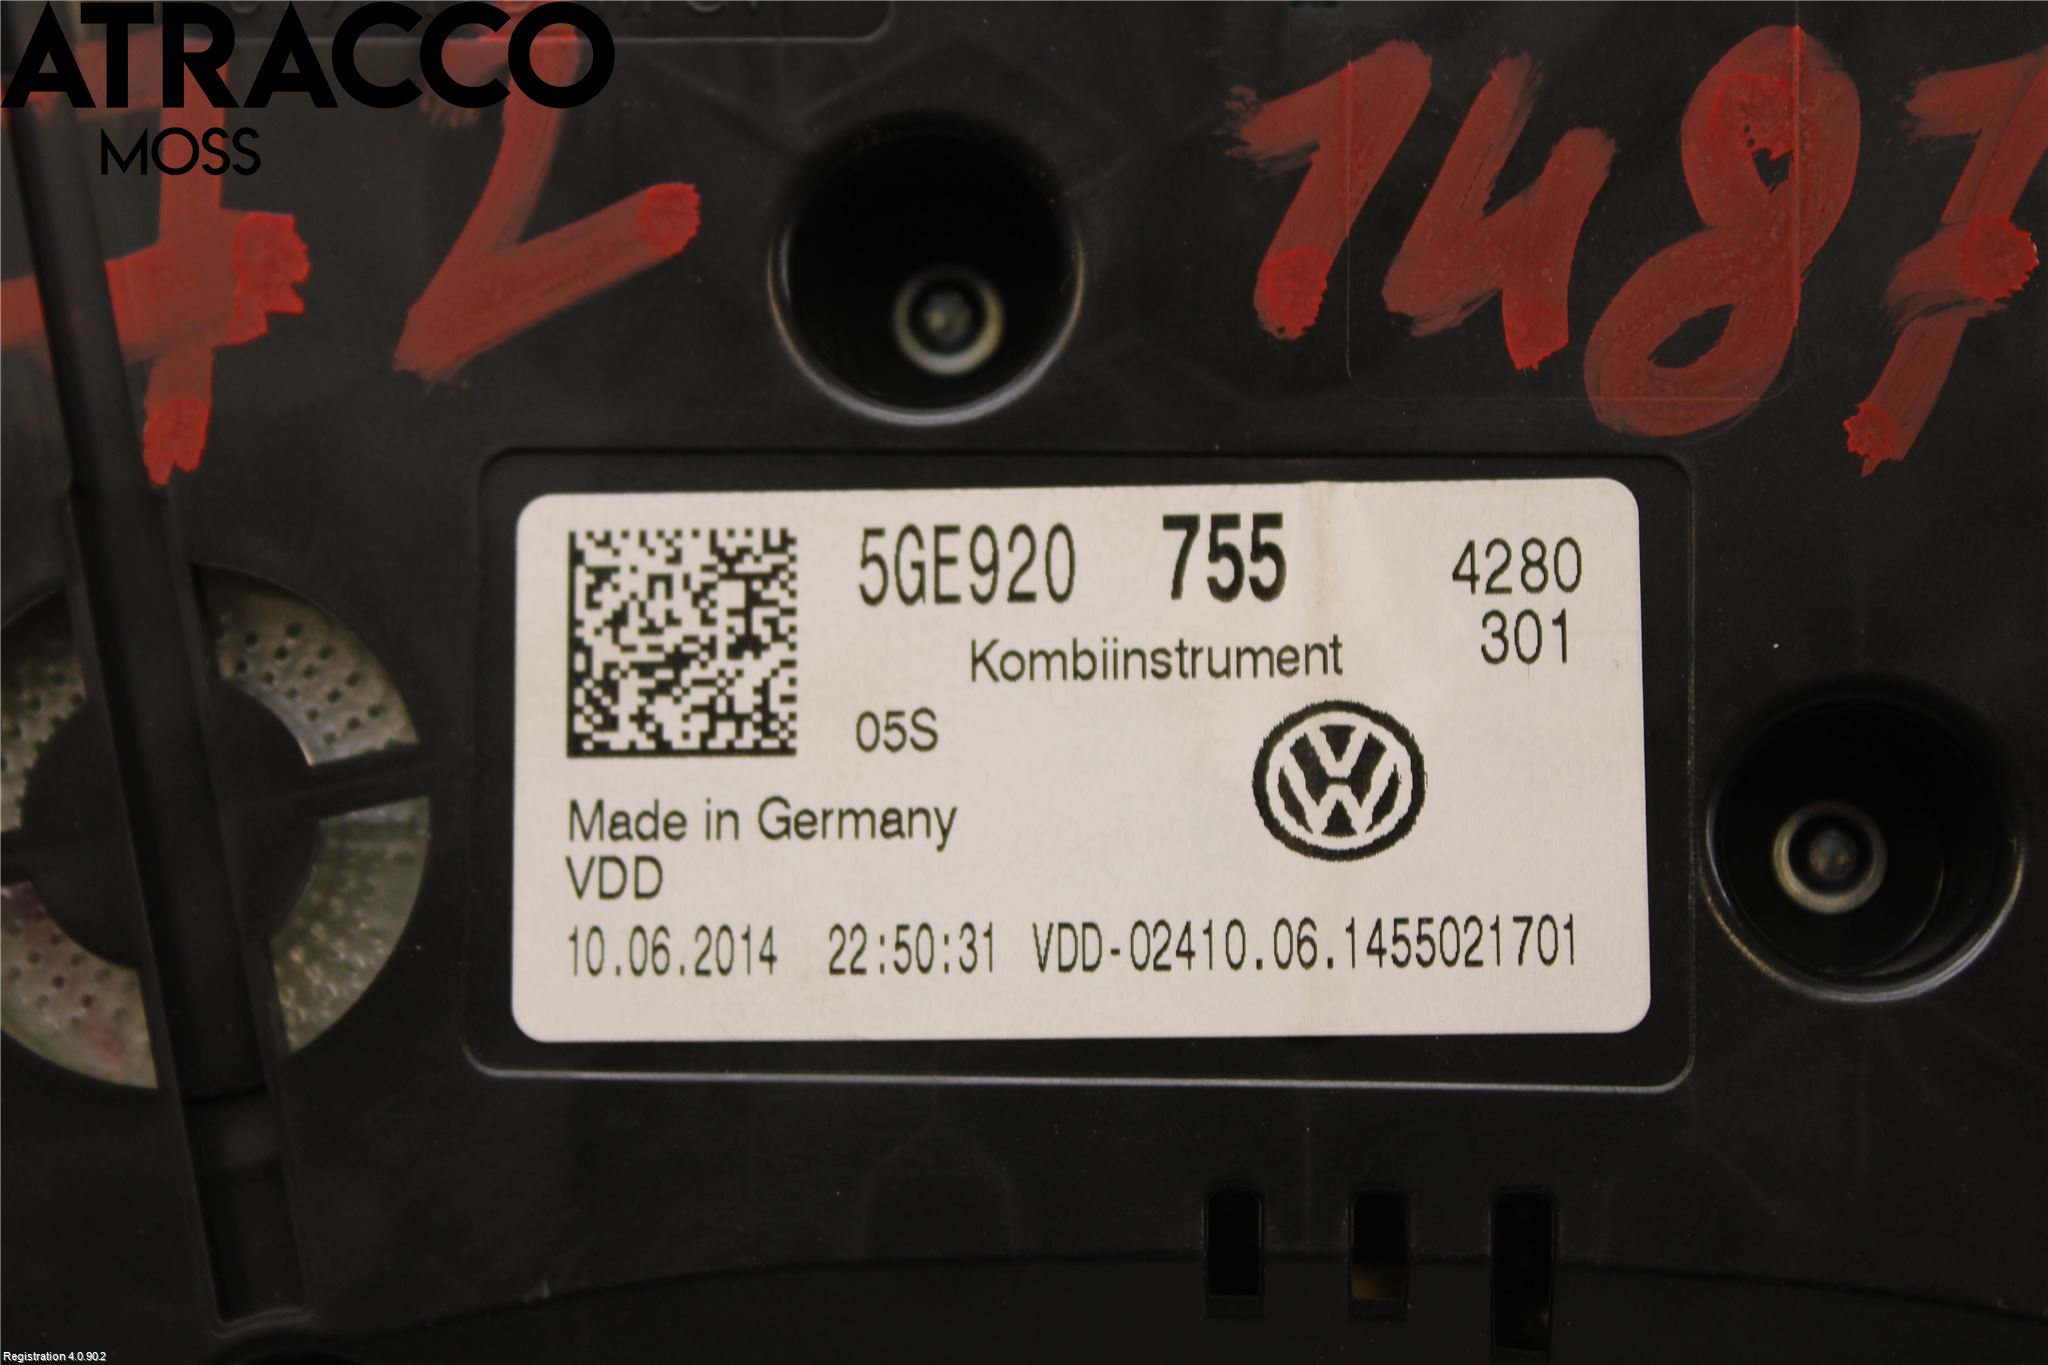 ATRACCO
MOSS
72 1487
5GE920 755 4280
301
Kombiinstrument
05S
Made in Germany
VDD
10.06.2014 22:50:31 VDD-02410.06.1455021701
Registration 4.0.90.2